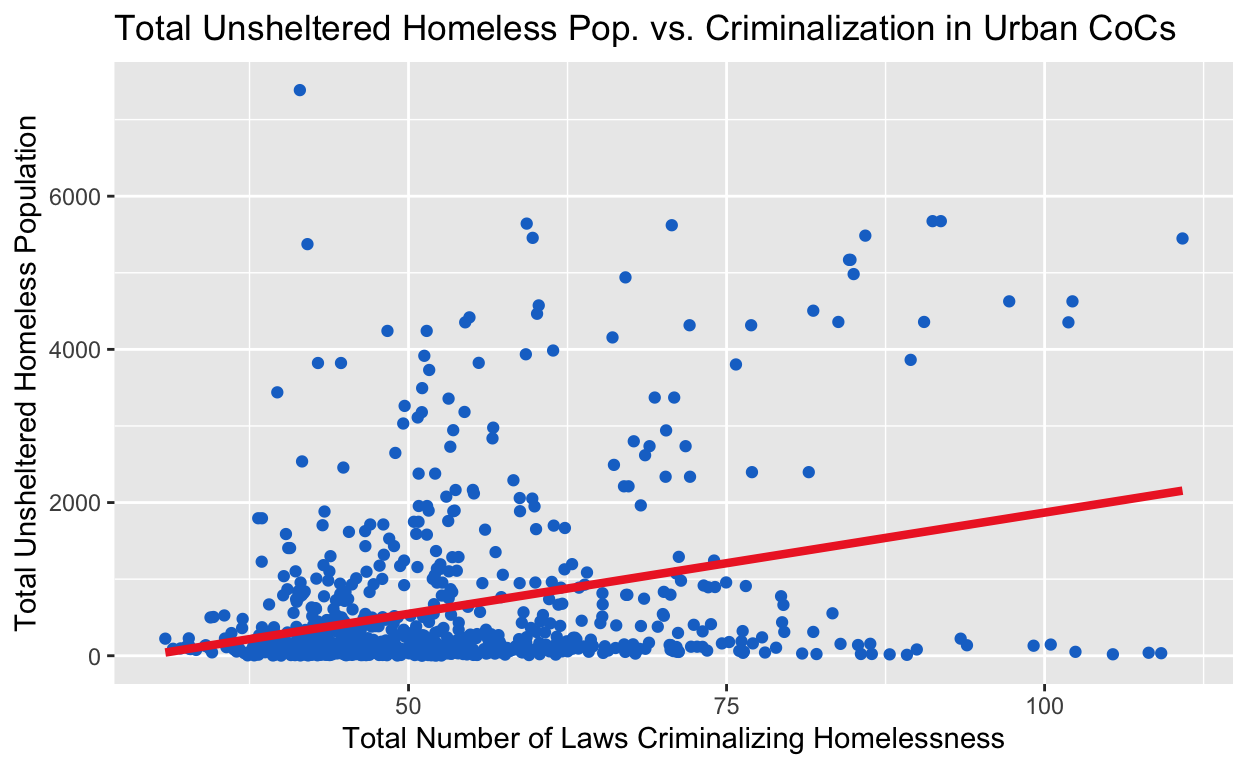 Total Unsheltered Homeless Pop. vs. Criminalization in Urban CoCs
Total Unsheltered Homeless Population
6000
4000
2000
0
50
75
100
Total Number of Laws Criminalizing Homelessness